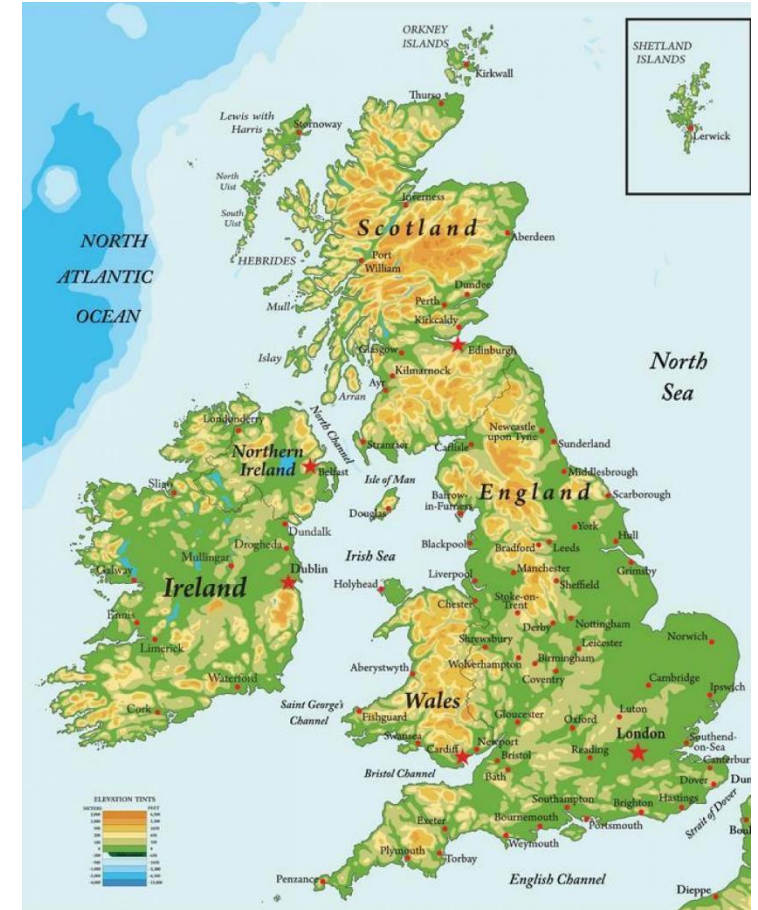 ORKNEY
ISLANDS
Kirkwall
SHETLAND
ISLANDS
Lerwick
Thurso
Lewis with
Harris
Stornoway
North
Uist
South
Uist
HEBRIDES
Inverness
Scotland
Aberdeen
Port
William
NORTH
ATLANTIC
OCEAN
Dundee
Perth
Kirkcaldy
Mull
Edinburgh
Glasgow
Islay
Kilmarnock
Ayr
Arran
North
Sea
Londonderry
North Channel
Stranraer
Carlisle
Newcastle
upon Tyne
Sunderland
Northern
Ireland
Belfast
Isle of Man
Middlesbrough
Sligo
England
Scarborough
Barrow-
in-Furness
Douglas
Dundalk
York
Hull
Drogheda
Irish Sea
Blackpool
Bradford
Leeds
Mullingar
Galway
Dublin
Grimsby
Ireland
Holyhead
Liverpool
Manchester
Sheffield
Chester
Stoke-on-
Trent
Ennis
Derby
Nottingham
Limerick
Shrewsbury
Leicester
Norwich
Wolverhampton
Birmingham
Aberystwyth
Coventry
Waterford
Cambridge
Ipswich
Cork
Saint George's
Channel
Wales
Fishguard
Gloucester
Luton
Oxford
London
Swansea
Cardiff
Newport
Southend-
on-Sea
Bristol
Reading
Canterbur
Bristol Channel
Bath
Dover
Dun
Southampton
Hastings
Brighton
Strait of Dover
Bournemouth
Portsmouth
Exeter
Weymouth
Boul
Plymouth
Torbay
Penzance
English Channel
Dieppe
ELEVATION TINTS
METERS
FEET